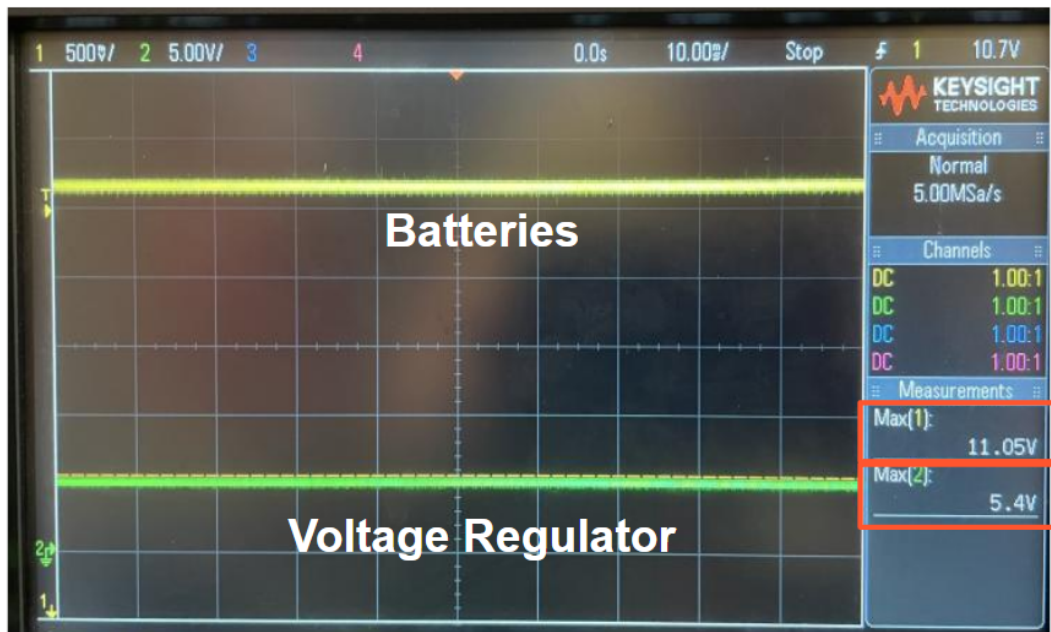 1 500mV/ 2 5.00V/ 3 4 0.0s 10.00ms/ Stop 1 10.7V
KEYSIGHT
TECHNOLOGIES
Acquisition
Normal
5.00MSa/s
Channels
DC 1.00:1
DC 1.00:1
DC 1.00:1
DC 1.00:1
Measurements
Max(1):
11.05V
Max(2):
5.4V
T
Batteries
Voltage Regulator
2
1